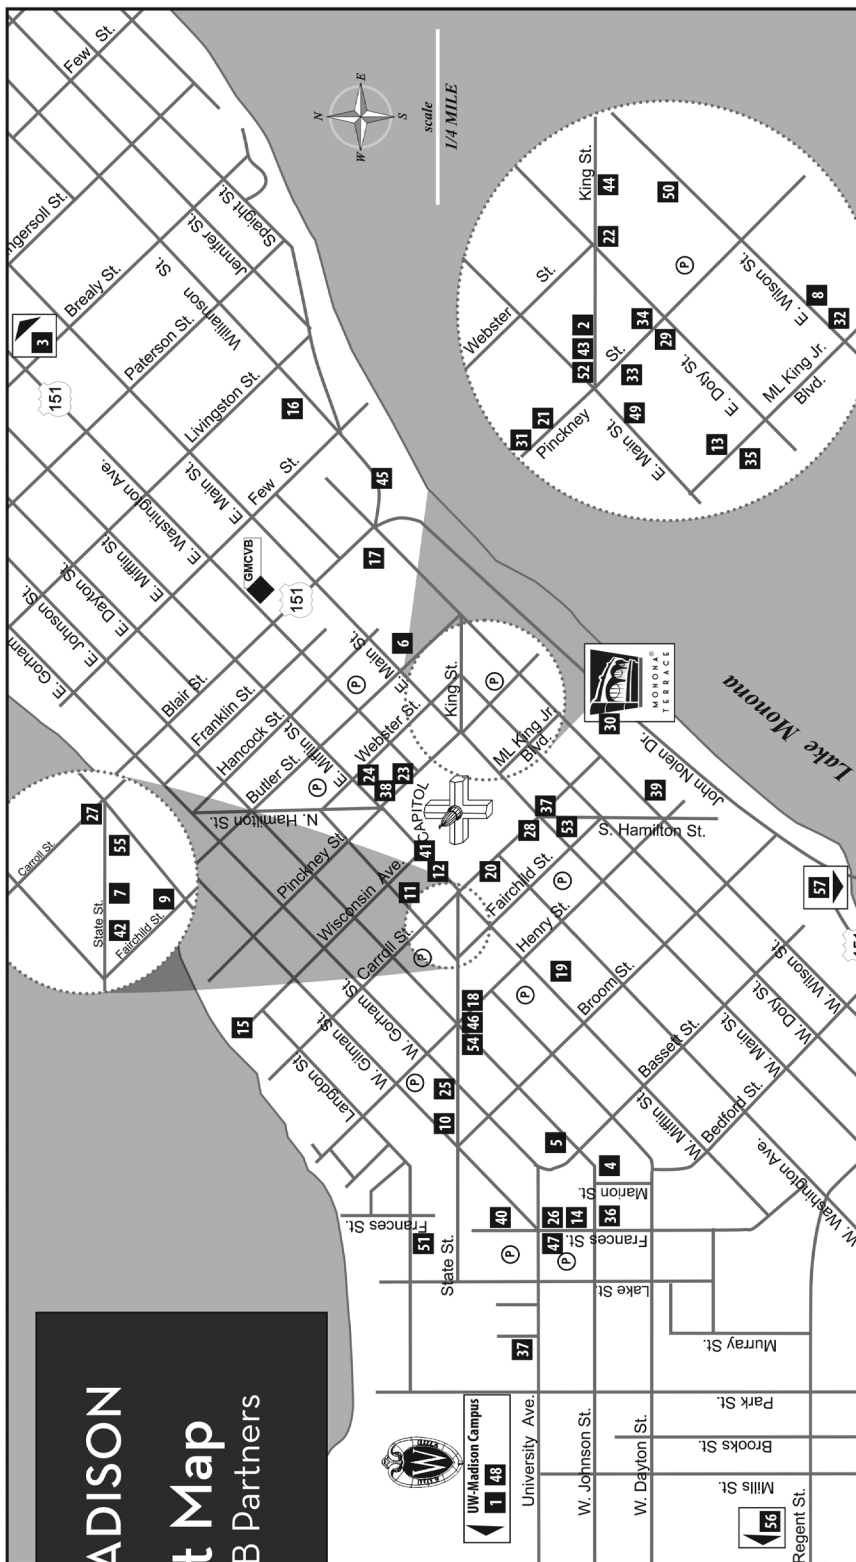 ADISON
t Map
B Partners
Few St.
ngersoll St.
Brealy St.
Spaight St.
Jennifer St.
Williamson
St.
Paterson St.
Livingston St.
Few St.
3
151
16
45
17
GMCVB
151
E. Main St.
E. Washington Ave.
E. Mifflin St.
E. Dayton St.
E. Johnson St.
E. Gorham
Blair St.
Franklin St.
Hancock St.
Butler St.
N. Hamilton St.
E. Mifflin St.
Webster St.
E. Main St.
6
P
P
24
38
23
King St.
P
ML King Jr.
Blvd.
CAPITOL
41
12
11
20
28
37
53
S. Hamilton St.
39
30
MONONA®
TERRACE
John Nolen Dr.
Lake Monona
57
151
N
E
S
W
scale
1/4 MILE
King St.
44
50
22
P
Webster
St.
2
43
52
34
29
33
St.
Pinckney
21
31
49
E. Main St.
E. Doty St.
E. Wilson St.
8
32
ML King Jr.
Blvd.
13
35
Carroll St.
27
55
State St.
7
42
9
Fairchild St.
Pinckney St.
Wisconsin Ave.
Carroll St.
P
Fairchild St.
P
Henry St.
P
19
Broom St.
Bassett St.
Bedford St.
W. Wilson St.
W. Doty St.
W. Main St.
W. Mifflin St.
W. Washington Ave.
15
Langdon St.
W. Gilman St.
W. Gorham St.
P
18
46
54
25
10
5
4
Marion St.
36
40
26
14
47
P
P
Frances St.
51
State St.
Frances St.
Lake St.
37
Murray St.
Park St.
Brooks St.
Mills St.
Regent St.
56
W
UW-Madison Campus
1 48
University Ave.
W. Johnson St.
W. Dayton St.